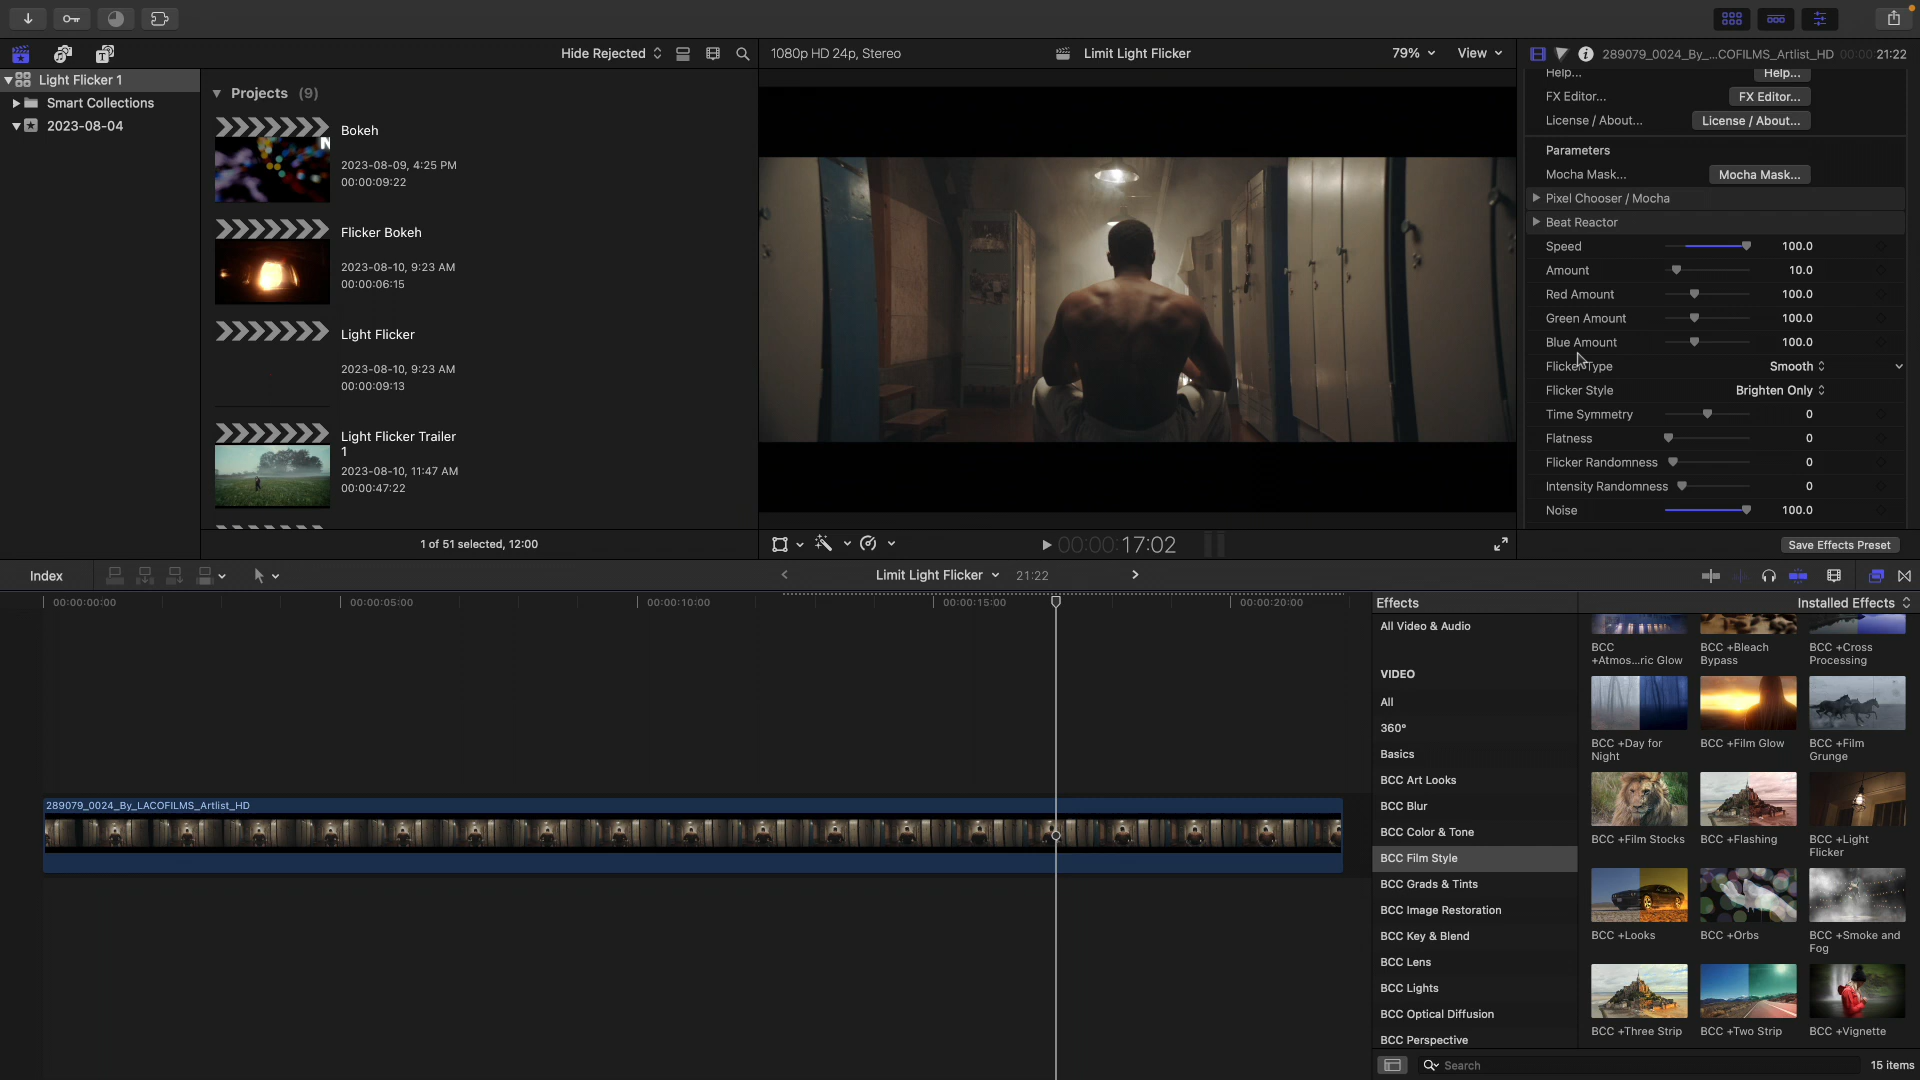 Hide Rejected
1080p HD 24p, Stereo
Limit Light Flicker
79%
View
289079_0024_By_...COFILMS_Artlist_HD
00:00:21:22
Light Flicker 1
Smart Collections
2023-08-04
Projects (9)
Bokeh
2023-08-09, 4:25 PM
00:00:09:22
Flicker Bokeh
2023-08-10, 9:23 AM
00:00:06:15
Light Flicker
2023-08-10, 9:23 AM
00:00:09:13
Light Flicker Trailer
1
2023-08-10, 11:47 AM
00:00:47:22
1 of 51 selected, 12:00
00:00:17:02
Help...
Help...
FX Editor...
FX Editor...
License / About...
License / About...
Parameters
Mocha Mask...
Mocha Mask...
Pixel Chooser / Mocha
Beat Reactor
Speed 100.0
Amount 10.0
Red Amount 100.0
Green Amount 100.0
Blue Amount 100.0
Flicker Type Smooth
Flicker Style Brighten Only
Time Symmetry 0
Flatness 0
Flicker Randomness 0
Intensity Randomness 0
Noise 100.0
Save Effects Preset
Index
Limit Light Flicker
21:22
00:00:00:00
00:00:05:00
00:00:10:00
00:00:15:00
00:00:20:00
289079_0024_By_LACOFILMS_Artlist_HD
Effects
Installed Effects
All Video & Audio
VIDEO
All
360°
Basics
BCC Art Looks
BCC Blur
BCC Color & Tone
BCC Film Style
BCC Grads & Tints
BCC Image Restoration
BCC Key & Blend
BCC Lens
BCC Lights
BCC Optical Diffusion
BCC Perspective
BCC
+Atmos...ric Glow
BCC +Bleach
Bypass
BCC +Cross
Processing
BCC +Day for
Night
BCC +Film Glow
BCC +Film
Grunge
BCC +Film Stocks
BCC +Flashing
BCC +Light
Flicker
BCC +Looks
BCC +Orbs
BCC +Smoke and
Fog
BCC +Three Strip
BCC +Two Strip
BCC +Vignette
Search
15 items